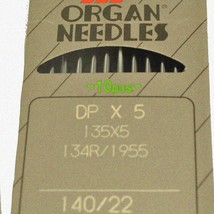 ORGAN®
NEEDLES
DP X 5
135X5
134R/1955
140/22